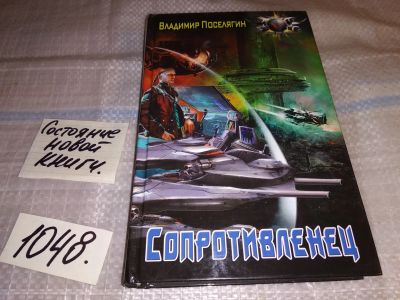 ВЛАДИМИР ПОСЕЛЯГИН
СОПРОТИВЛЕНЕЦ
Состояние
новой
книги.
1048.